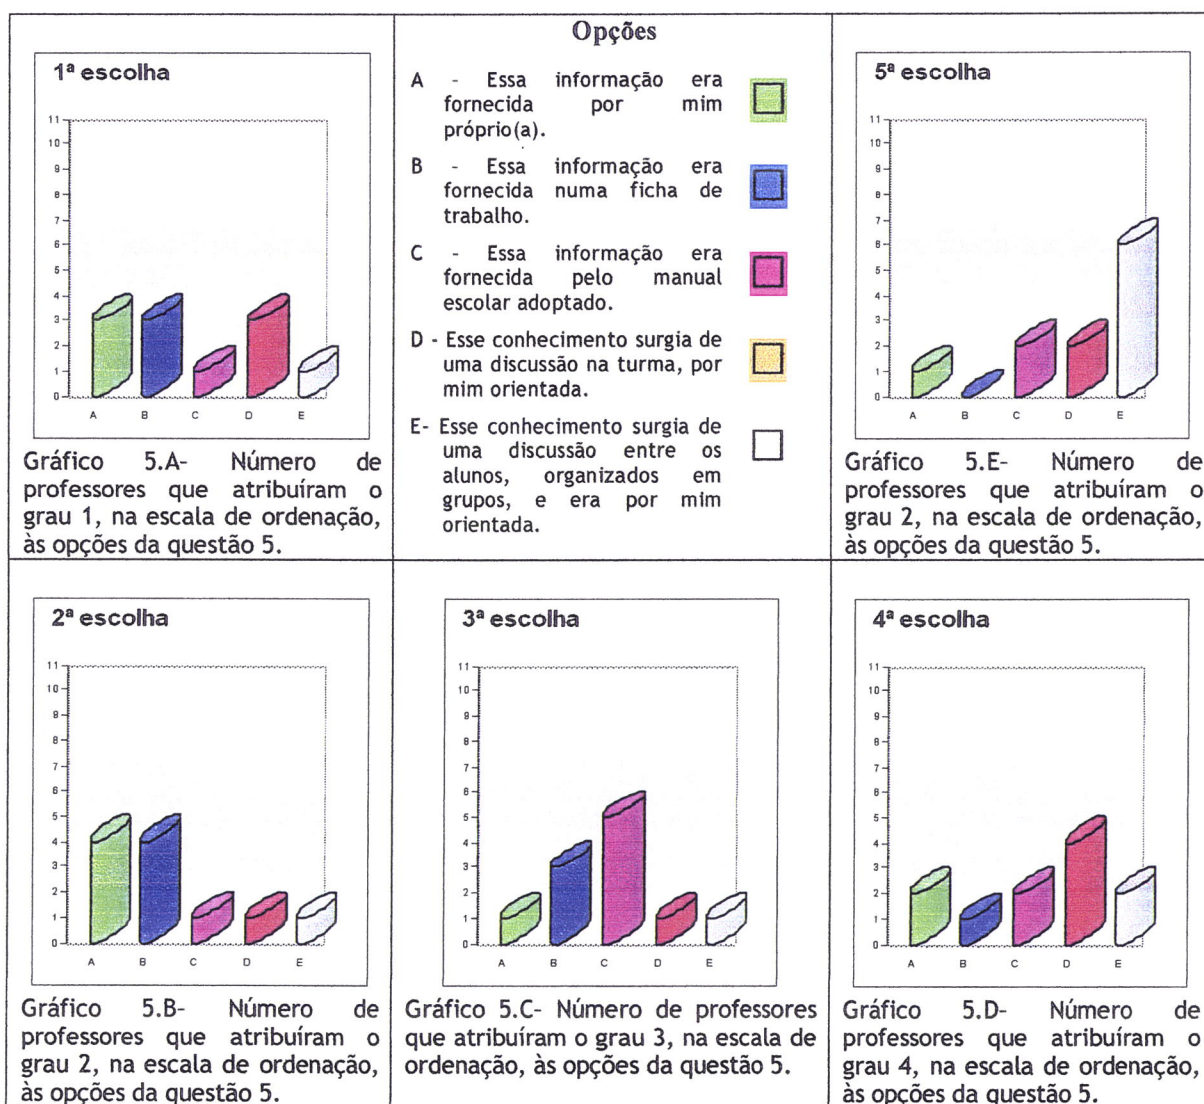 1ª escolha
11
10
9
8
7
6
5
4
3
2
1
0
A B C D E
Gráfico 5.A- Número de
professores que atribuíram o
grau 1, na escala de ordenação,
às opções da questão 5.
Opções
A - Essa informação era
fornecida por mim
próprio(a).
B - Essa informação era
fornecida numa ficha de
trabalho.
C - Essa informação era
fornecida pelo manual
escolar adoptado.
D - Esse conhecimento surgia de
uma discussão na turma, por
mim orientada.
E- Esse conhecimento surgia de
uma discussão entre os
alunos, organizados em
grupos, e era por mim
orientada.
5ª escolha
11
10
9
8
7
6
5
4
3
2
1
0
A B C D E
Gráfico 5.E- Número de
professores que atribuíram o
grau 2, na escala de ordenação,
às opções da questão 5.
2ª escolha
11
10
9
8
7
6
5
4
3
2
1
0
A B C D E
Gráfico 5.B- Número de
professores que atribuíram o
grau 2, na escala de ordenação,
às opções da questão 5.
3ª escolha
11
10
9
8
7
6
5
4
3
2
1
0
A B C D E
Gráfico 5.C- Número de professores
que atribuíram o grau 3, na escala de
ordenação, às opções da questão 5.
4ª escolha
11
10
9
8
7
6
5
4
3
2
1
0
A B C D E
Gráfico 5.D- Número de
professores que atribuíram o
grau 4, na escala de ordenação,
às opções da questão 5.